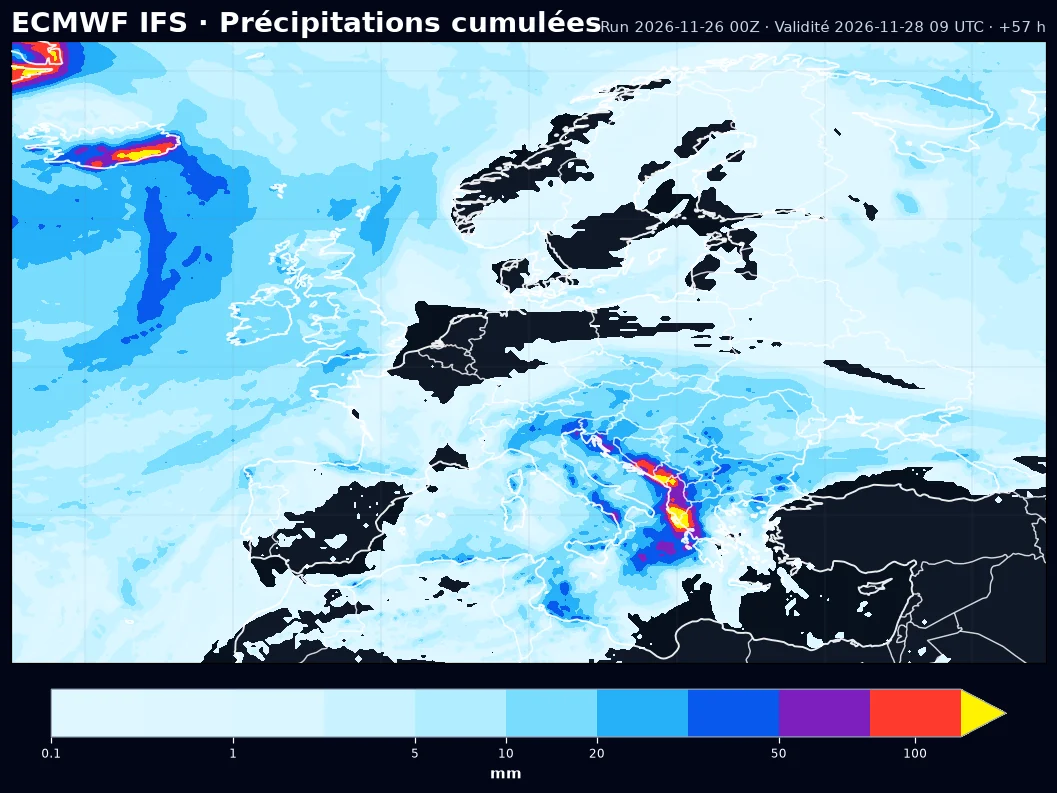 ECMWF IFS · Précipitations cumulées
Run 2026-11-26 00Z · Validité 2026-11-28 09 UTC · +57 h
0.1 1 5 10 20 50 100
mm